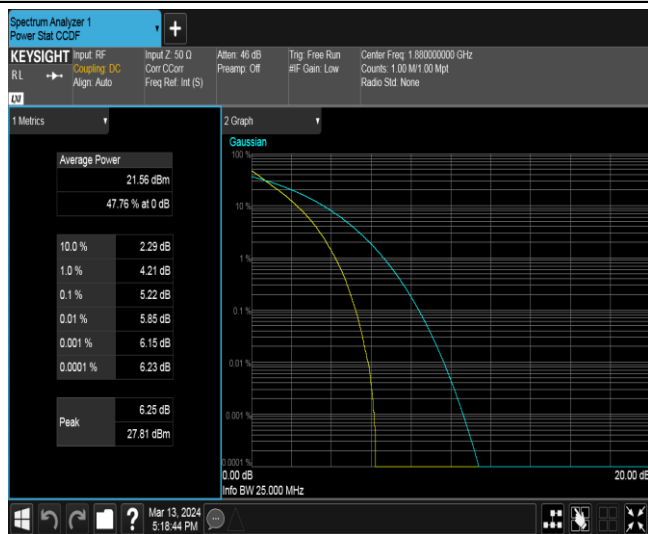 Spectrum Analyzer 1
Power Stat CCDF
+
KEYSIGHT
RL
LXI
Input: RF
Coupling: DC
Align: Auto
Input Z: 50 Ω
Corr CCorr
Freq Ref: Int (S)
Atten: 46 dB
Preamp: Off
Trig: Free Run
#IF Gain: Low
Center Freq: 1.880000000 GHz
Counts: 1.00 M/1.00 Mpt
Radio Std: None
1 Metrics
Average Power
21.56 dBm
47.76 % at 0 dB
10.0 % 2.29 dB
1.0 % 4.21 dB
0.1 % 5.22 dB
0.01 % 5.85 dB
0.001 % 6.15 dB
0.0001 % 6.23 dB
Peak
6.25 dB
27.81 dBm
2 Graph
Gaussian
100 %
10 %
1 %
0.1 %
0.01 %
0.001 %
0.0001 %
0.00 dB
20.00 dB
Info BW 25.000 MHz
?
Mar 13, 2024
5:18:44 PM